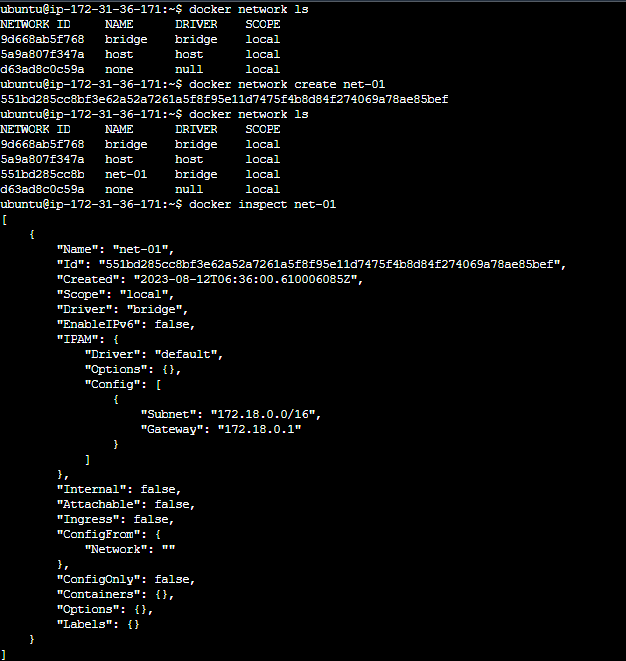 ubuntu@ip-172-31-36-171:~$ docker network ls
NETWORK ID     NAME      DRIVER    SCOPE
9d668ab5f768   bridge    bridge    local
5a9a807f347a   host      host      local
d63ad8c0c59a   none      null      local
ubuntu@ip-172-31-36-171:~$ docker network create net-01
551bd285cc8bf3e62a52a7261a5f8f95e11d7475f4b8d84f274069a78ae85bef
ubuntu@ip-172-31-36-171:~$ docker network ls
NETWORK ID     NAME      DRIVER    SCOPE
9d668ab5f768   bridge    bridge    local
5a9a807f347a   host      host      local
551bd285cc8b   net-01    bridge    local
d63ad8c0c59a   none      null      local
ubuntu@ip-172-31-36-171:~$ docker inspect net-01
[
    {
        "Name": "net-01",
        "Id": "551bd285cc8bf3e62a52a7261a5f8f95e11d7475f4b8d84f274069a78ae85bef",
        "Created": "2023-08-12T06:36:00.610006085Z",
        "Scope": "local",
        "Driver": "bridge",
        "EnableIPv6": false,
        "IPAM": {
            "Driver": "default",
            "Options": {},
            "Config": [
                {
                    "Subnet": "172.18.0.0/16",
                    "Gateway": "172.18.0.1"
                }
            ]
        },
        "Internal": false,
        "Attachable": false,
        "Ingress": false,
        "ConfigFrom": {
            "Network": ""
        },
        "ConfigOnly": false,
        "Containers": {},
        "Options": {},
        "Labels": {}
    }
]